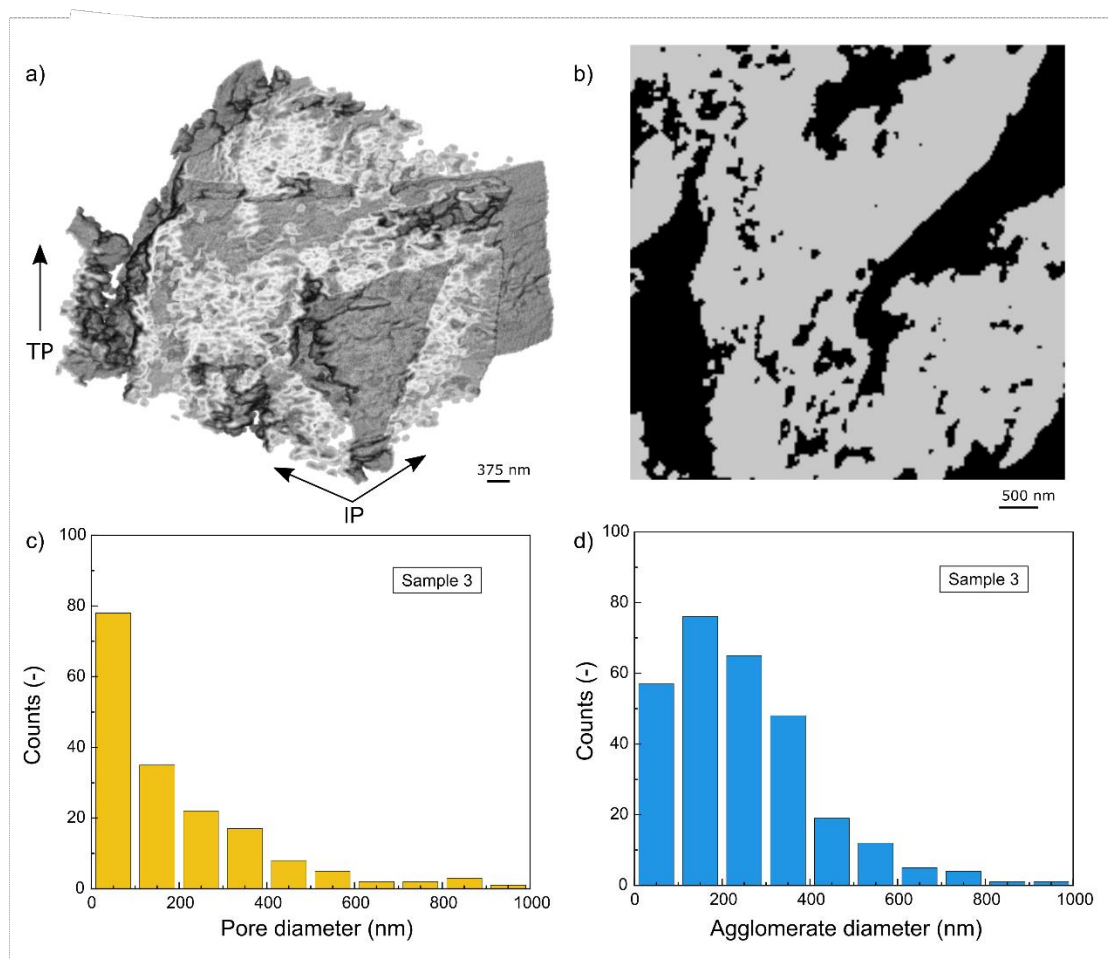 a)
TP
IP
375 nm
b)
500 nm
c)
100
80
60
40
20
0
Counts (-)
Sample 3
0 200 400 600 800 1000
Pore diameter (nm)
d)
100
80
60
40
20
0
Counts (-)
Sample 3
0 200 400 600 800 1000
Agglomerate diameter (nm)